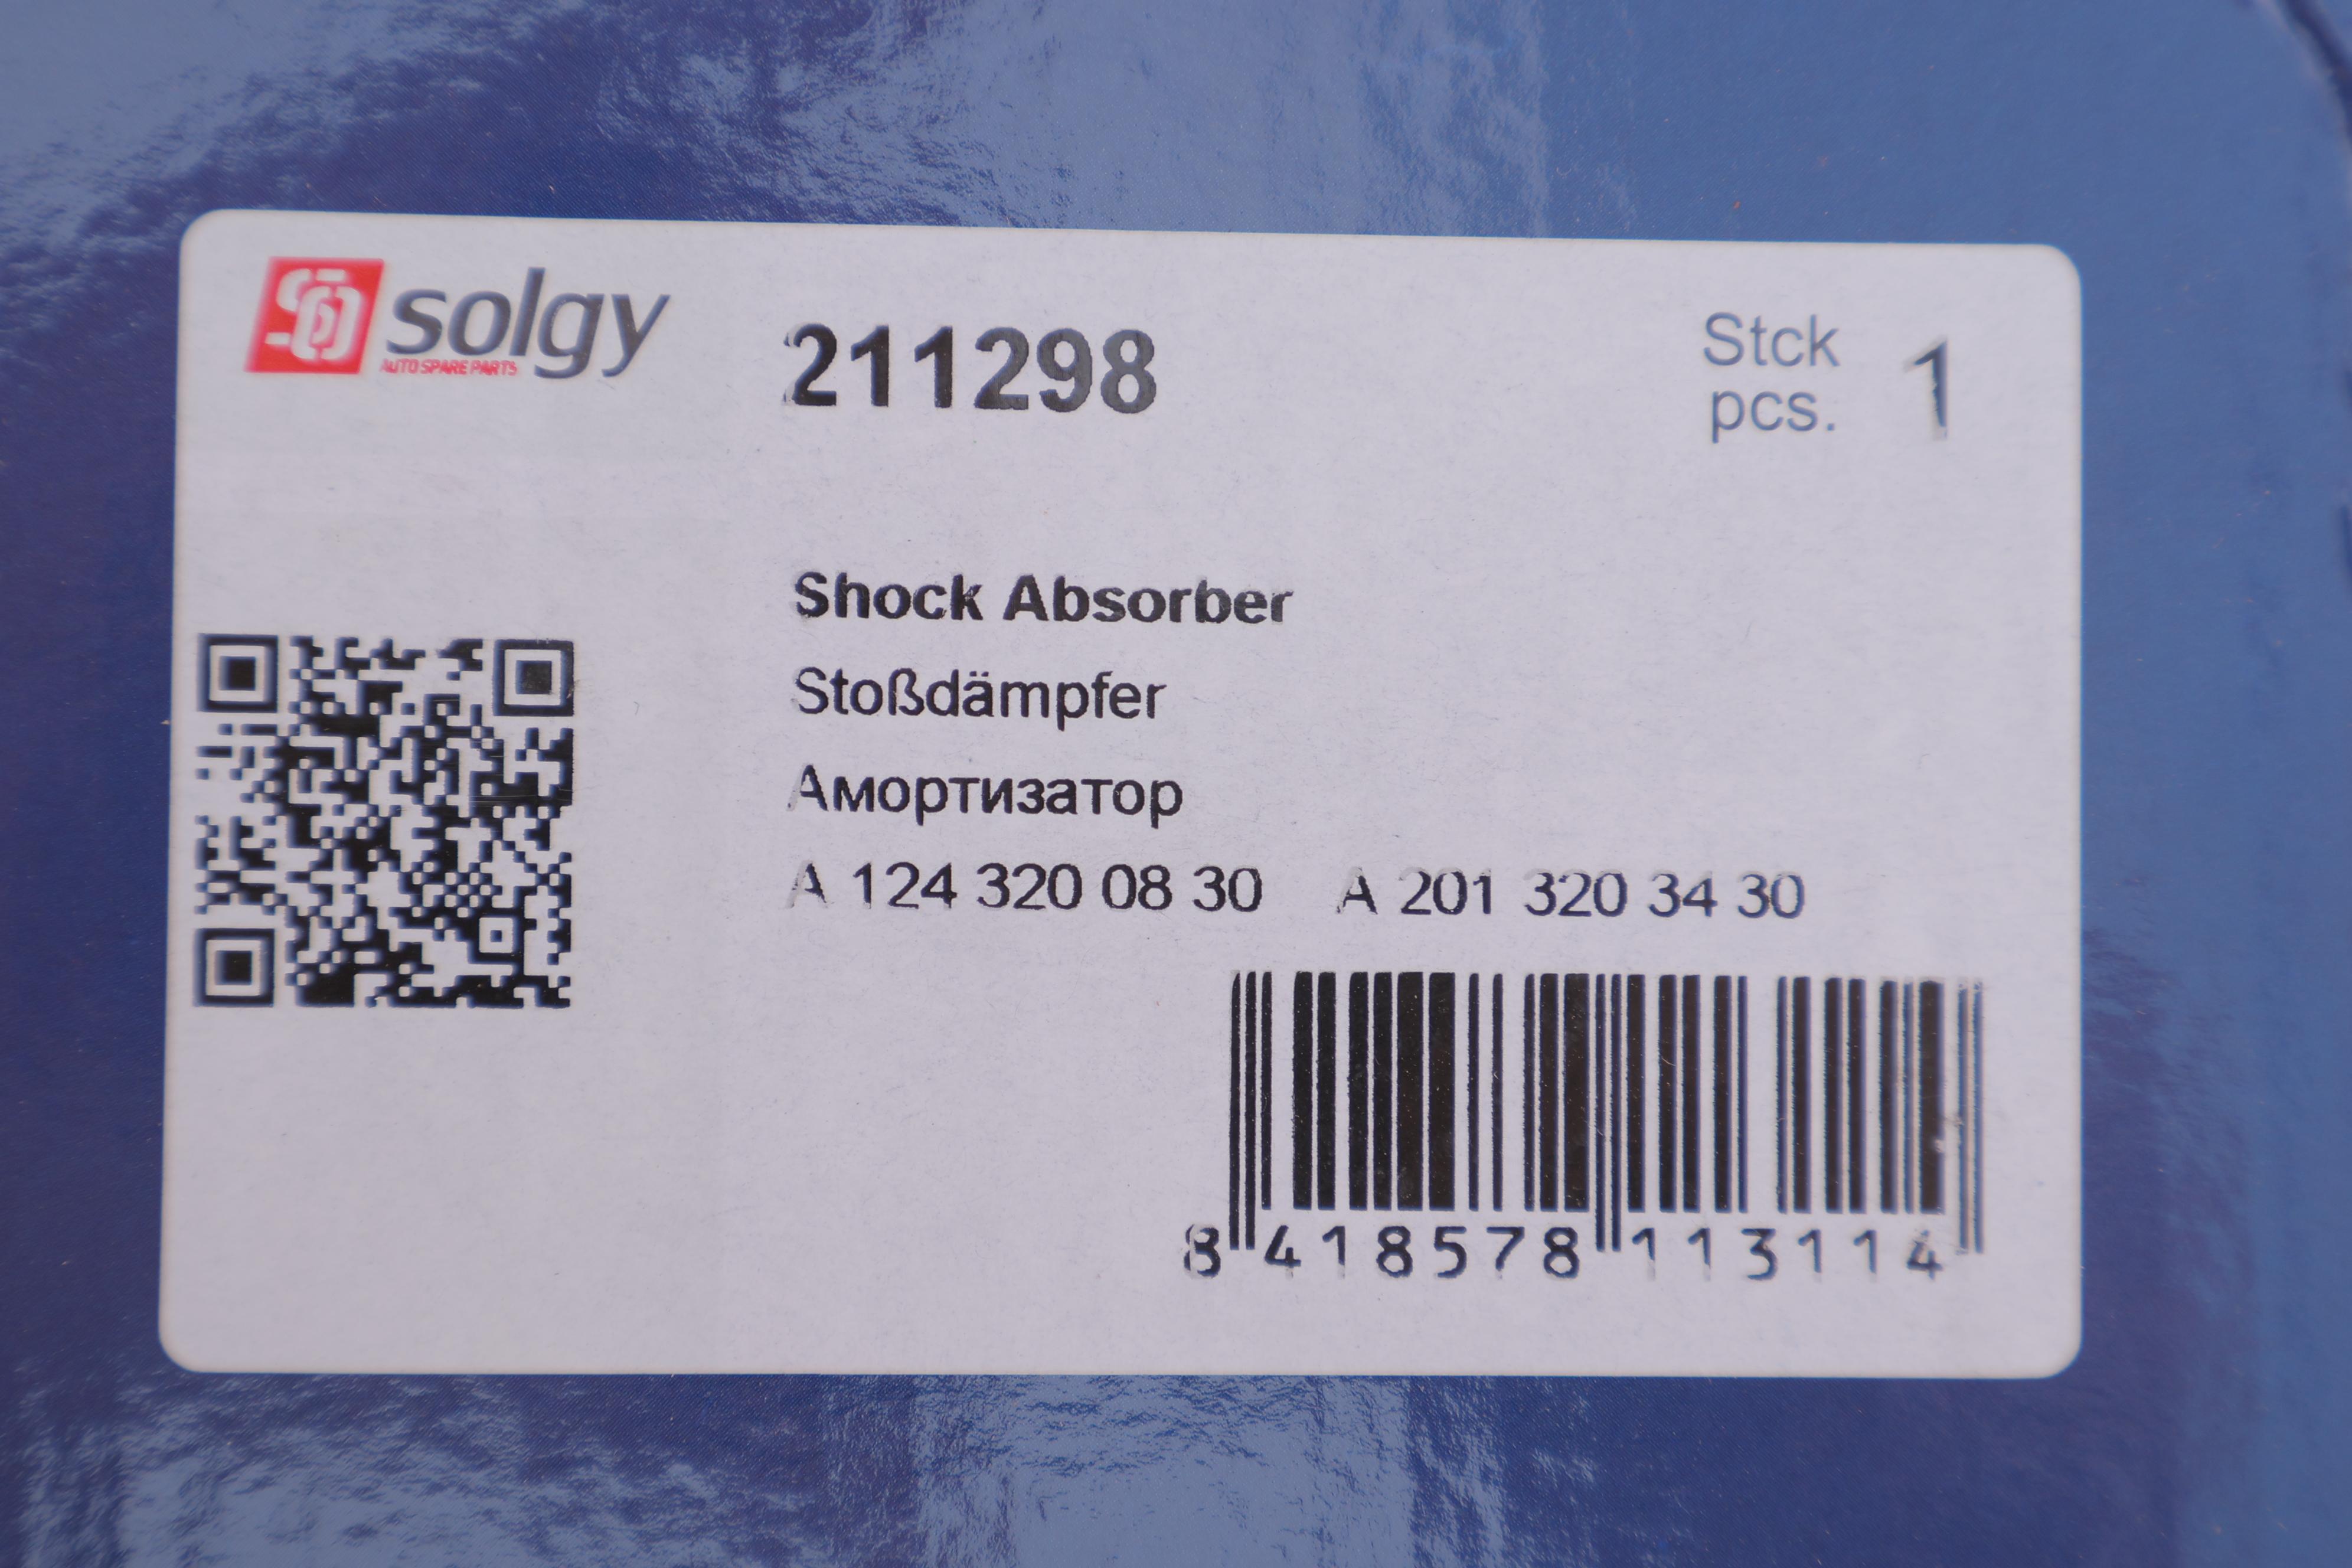 solgy
AUTO SPARE PARTS
211298
Stck
pcs. 1
Shock Absorber
Stoßdämpfer
Амортизатор
A 124 320 08 30 A 201 320 34 30
8 418578 113114